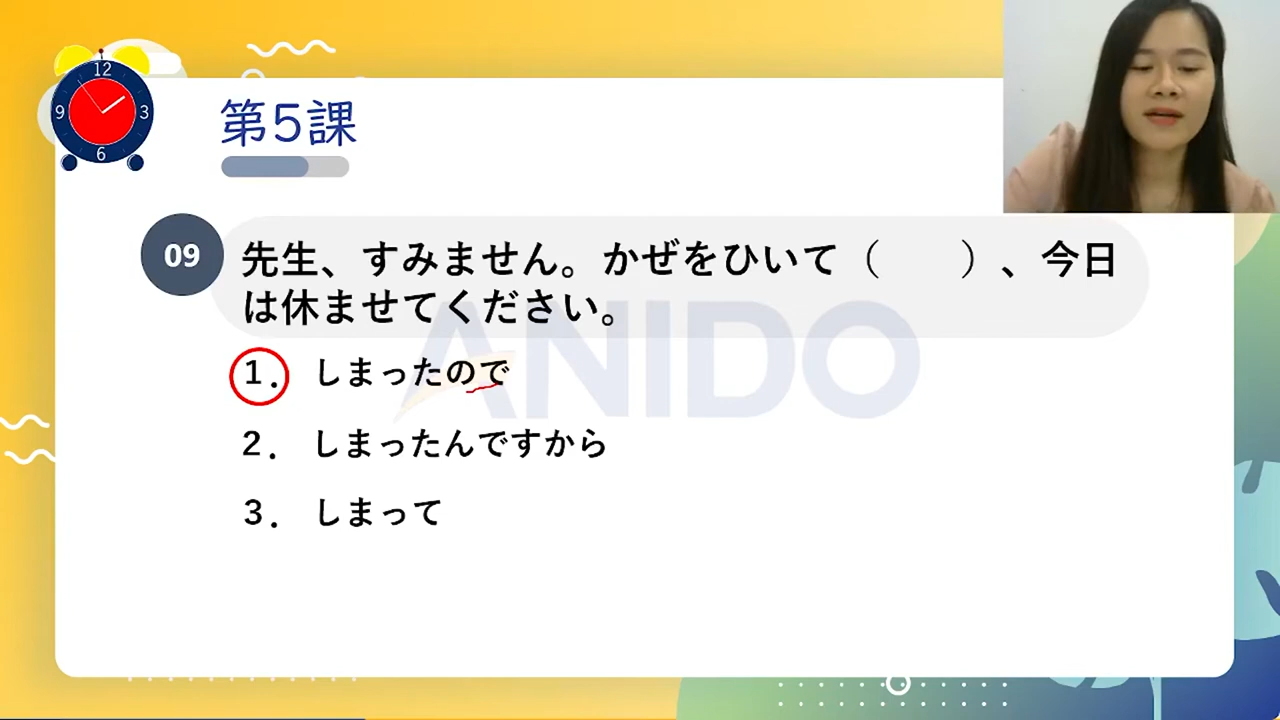 12
9
3
6
第5課
09
先生、すみません。かぜをひいて（　　）、今日
は休ませてください。
ANIDO
１．しまったので
２．しまったんですから
３．しまって